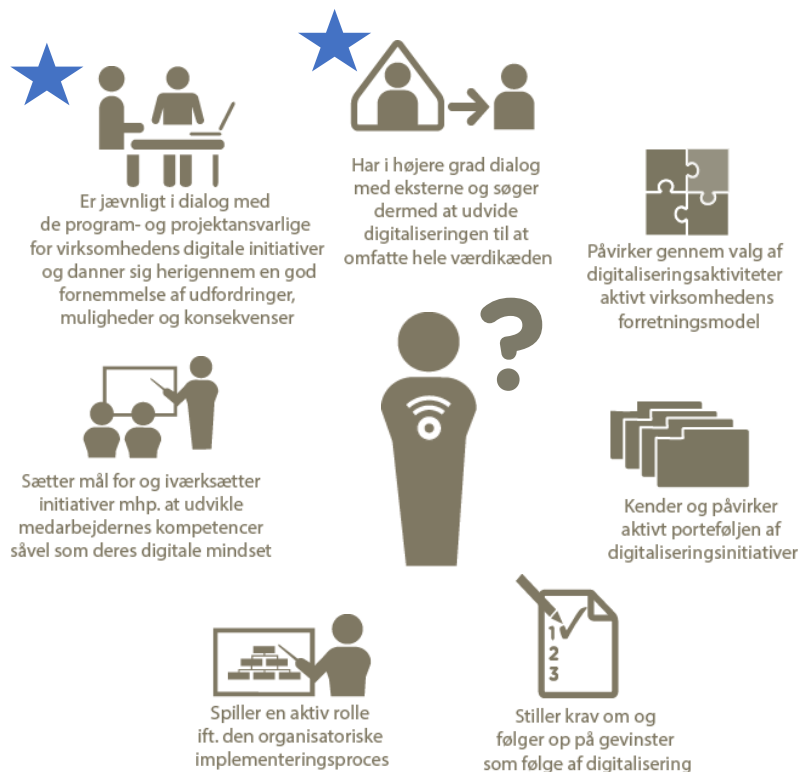 Er jævnligt i dialog med
de program- og projektansvarlige
for virksomhedens digitale initiativer
og danner sig herigennem en god
fornemmelse af udfordringer,
muligheder og konsekvenser
Har i højere grad dialog
med eksterne og søger
dermed at udvide
digitaliseringen til at
omfatte hele værdikæden
Påvirker gennem valg af
digitaliseringsaktiviteter
aktivt virksomhedens
forretningsmodel
?
Sætter mål for og iværksætter
initiativer mhp. at udvikle
medarbejdernes kompetencer
såvel som deres digitale mindset
Kender og påvirker
aktivt porteføljen af
digitaliseringsinitiativer
Spiller en aktiv rolle
ift. den organisatoriske
implementeringsproces
1
2
3
Stiller krav om og
følger op på gevinster
som følge af digitalisering